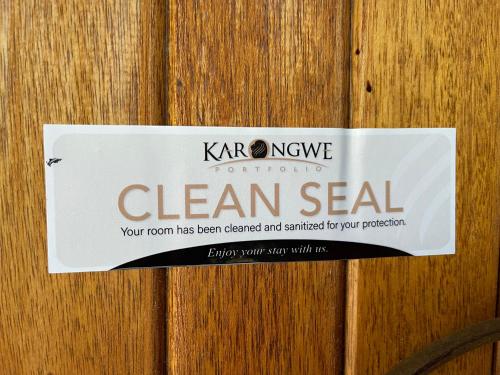 KARONGWE
PORTFOLIO
CLEAN SEAL
Your room has been cleaned and sanitized for your protection.
Enjoy your stay with us.